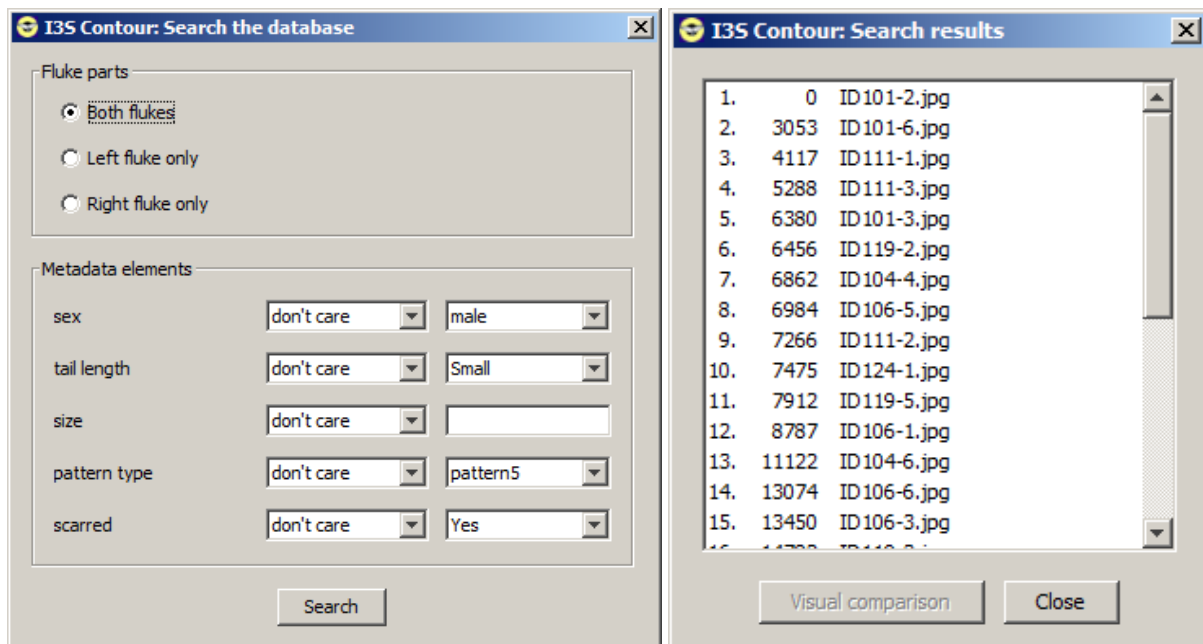 I3S Contour: Search the database
Fluke parts
Both flukes
Left fluke only
Right fluke only
Metadata elements
sex don't care male
tail length don't care Small
size don't care
pattern type don't care pattern5
scarred don't care Yes
Search
I3S Contour: Search results
1. 0 ID101-2.jpg
2. 3053 ID101-6.jpg
3. 4117 ID111-1.jpg
4. 5288 ID111-3.jpg
5. 6380 ID101-3.jpg
6. 6456 ID119-2.jpg
7. 6862 ID104-4.jpg
8. 6984 ID106-5.jpg
9. 7266 ID111-2.jpg
10. 7475 ID124-1.jpg
11. 7912 ID119-5.jpg
12. 8787 ID106-1.jpg
13. 11122 ID104-6.jpg
14. 13074 ID106-6.jpg
15. 13450 ID106-3.jpg
Visual comparison Close